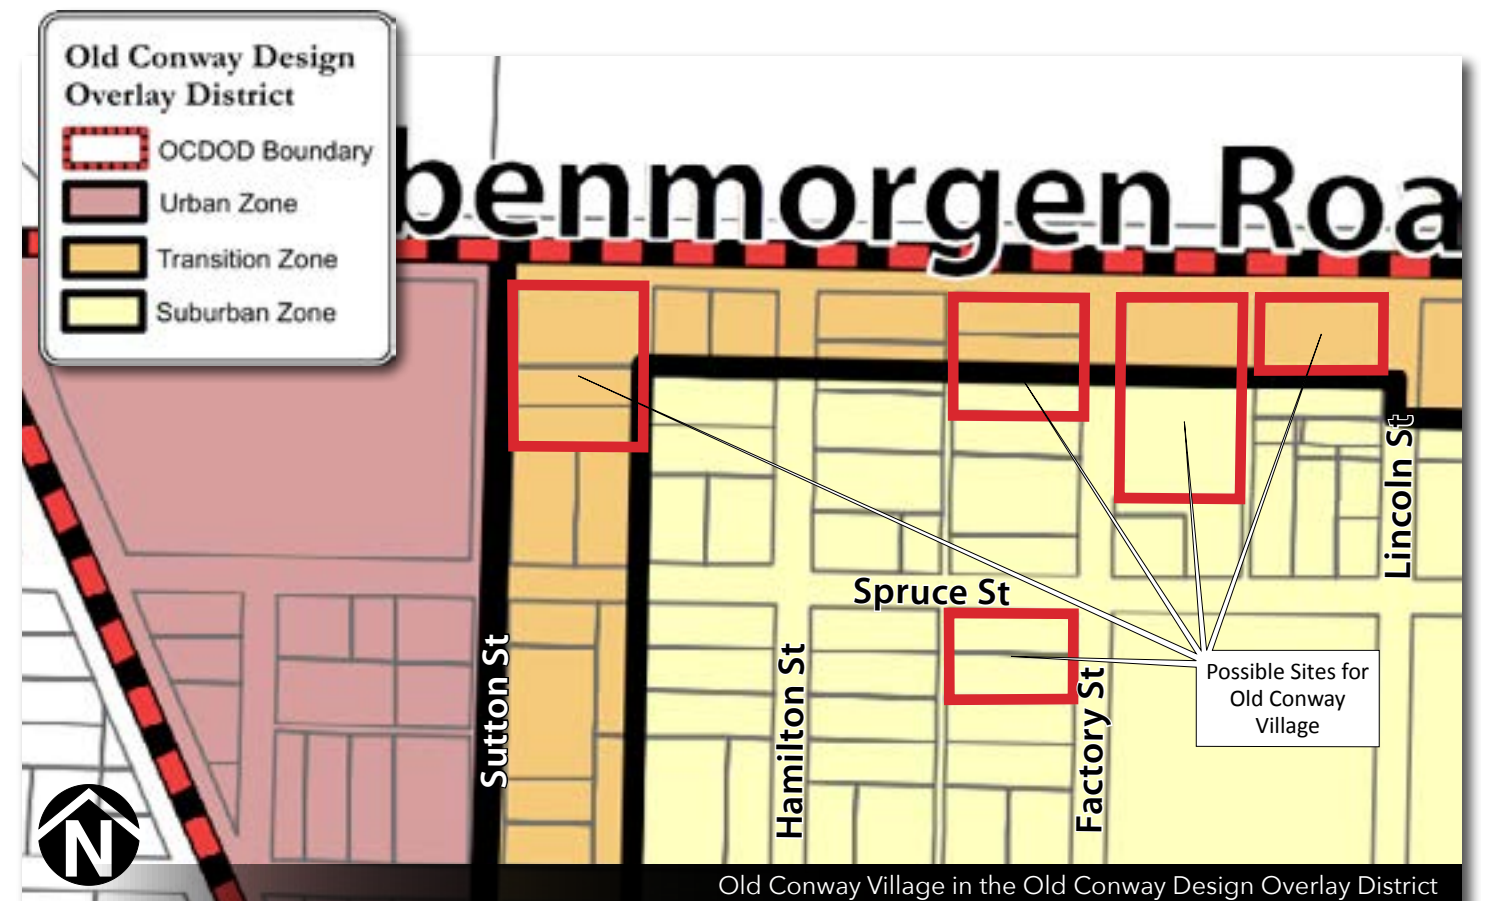 Old Conway Design
Overlay District
OCDOD Boundary
Urban Zone
Transition Zone
Suburban Zone
benmorgen Roa
Lincoln St
Spruce St
Sutton St
Hamilton St
Factory St
Possible Sites for
Old Conway
Village
N
Old Conway Village in the Old Conway Design Overlay District